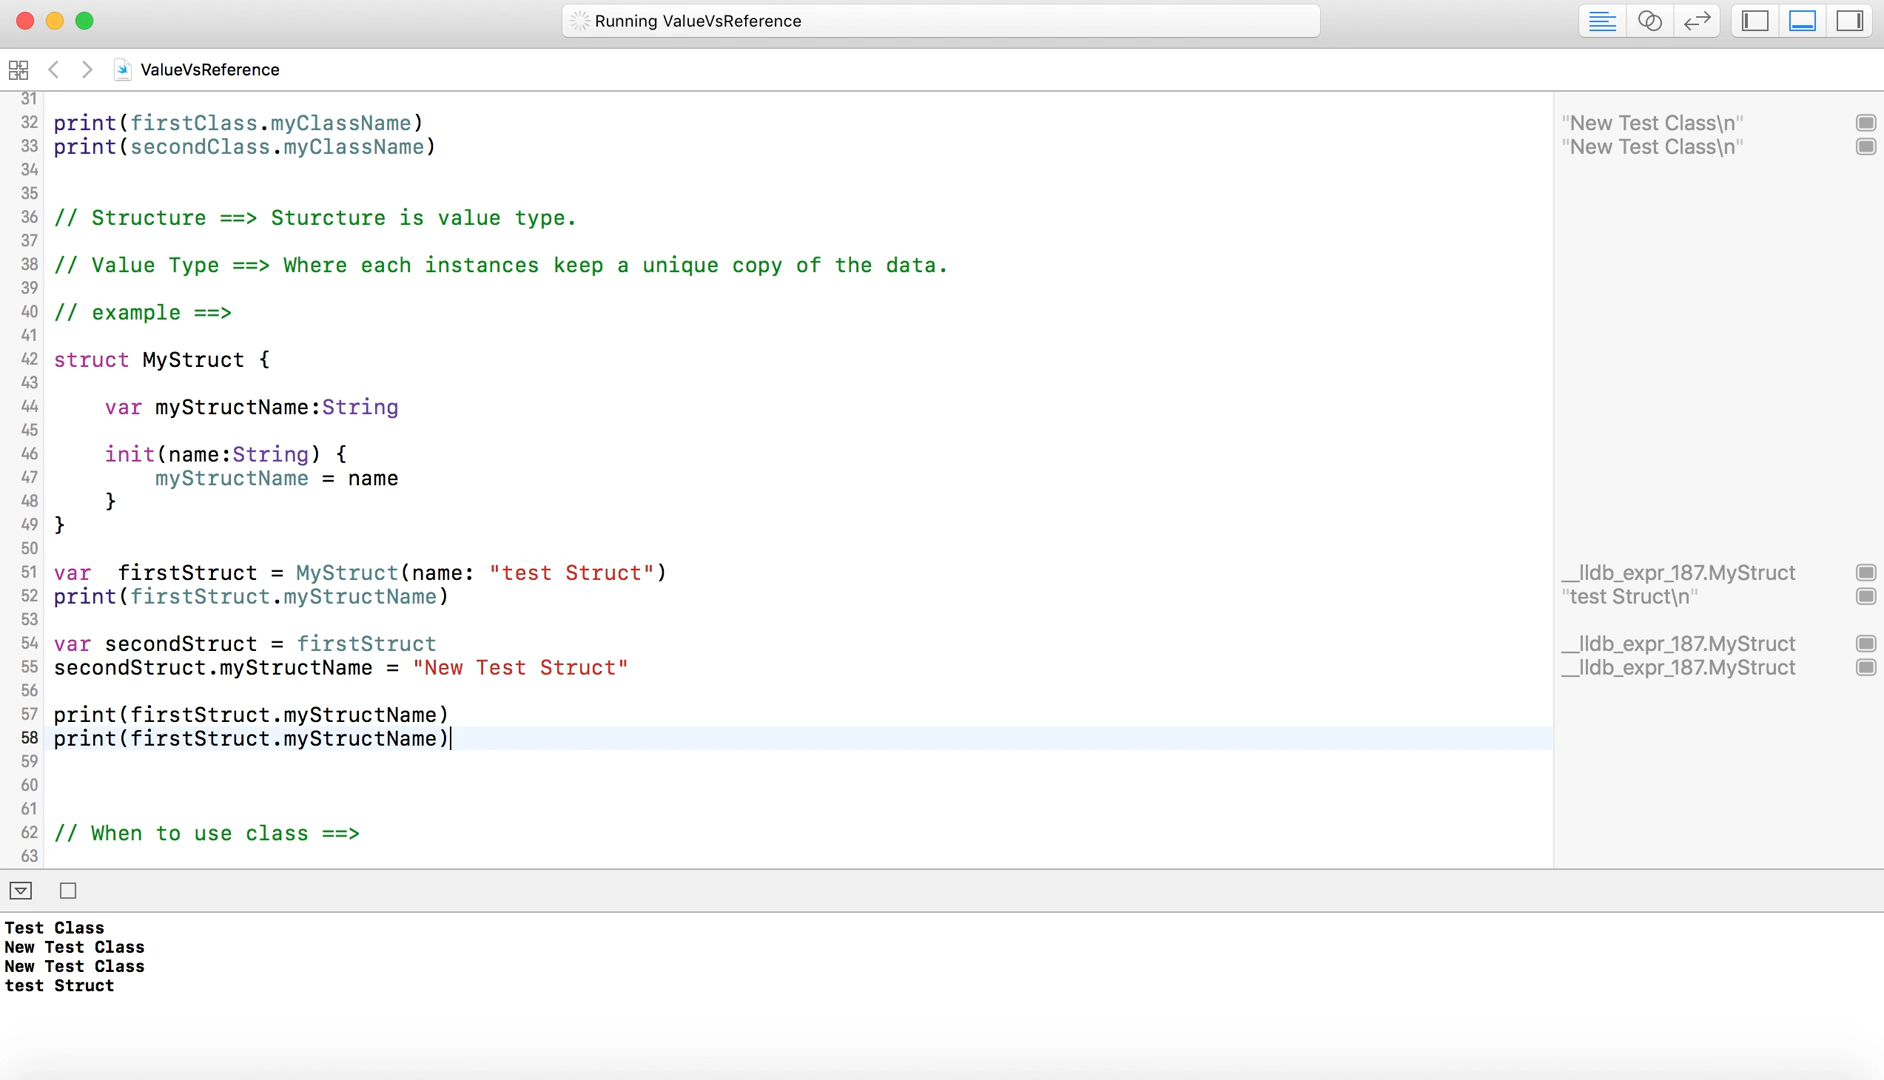 Running ValueVsReference
ValueVsReference
31
32 print(firstClass.myClassName) "New Test Class\n"
33 print(secondClass.myClassName) "New Test Class\n"
34
35
36 // Structure ==> Sturcture is value type.
37
38 // Value Type ==> Where each instances keep a unique copy of the data.
39
40 // example ==>
41
42 struct MyStruct {
43
44 var myStructName:String
45
46 init(name:String) {
47 myStructName = name
48 }
49 }
50
51 var  firstStruct = MyStruct(name: "test Struct") __lldb_expr_187.MyStruct
52 print(firstStruct.myStructName) "test Struct\n"
53
54 var secondStruct = firstStruct __lldb_expr_187.MyStruct
55 secondStruct.myStructName = "New Test Struct" __lldb_expr_187.MyStruct
56
57 print(firstStruct.myStructName)
58 print(firstStruct.myStructName)
59
60
61
62 // When to use class ==>
63
Test Class
New Test Class
New Test Class
test Struct